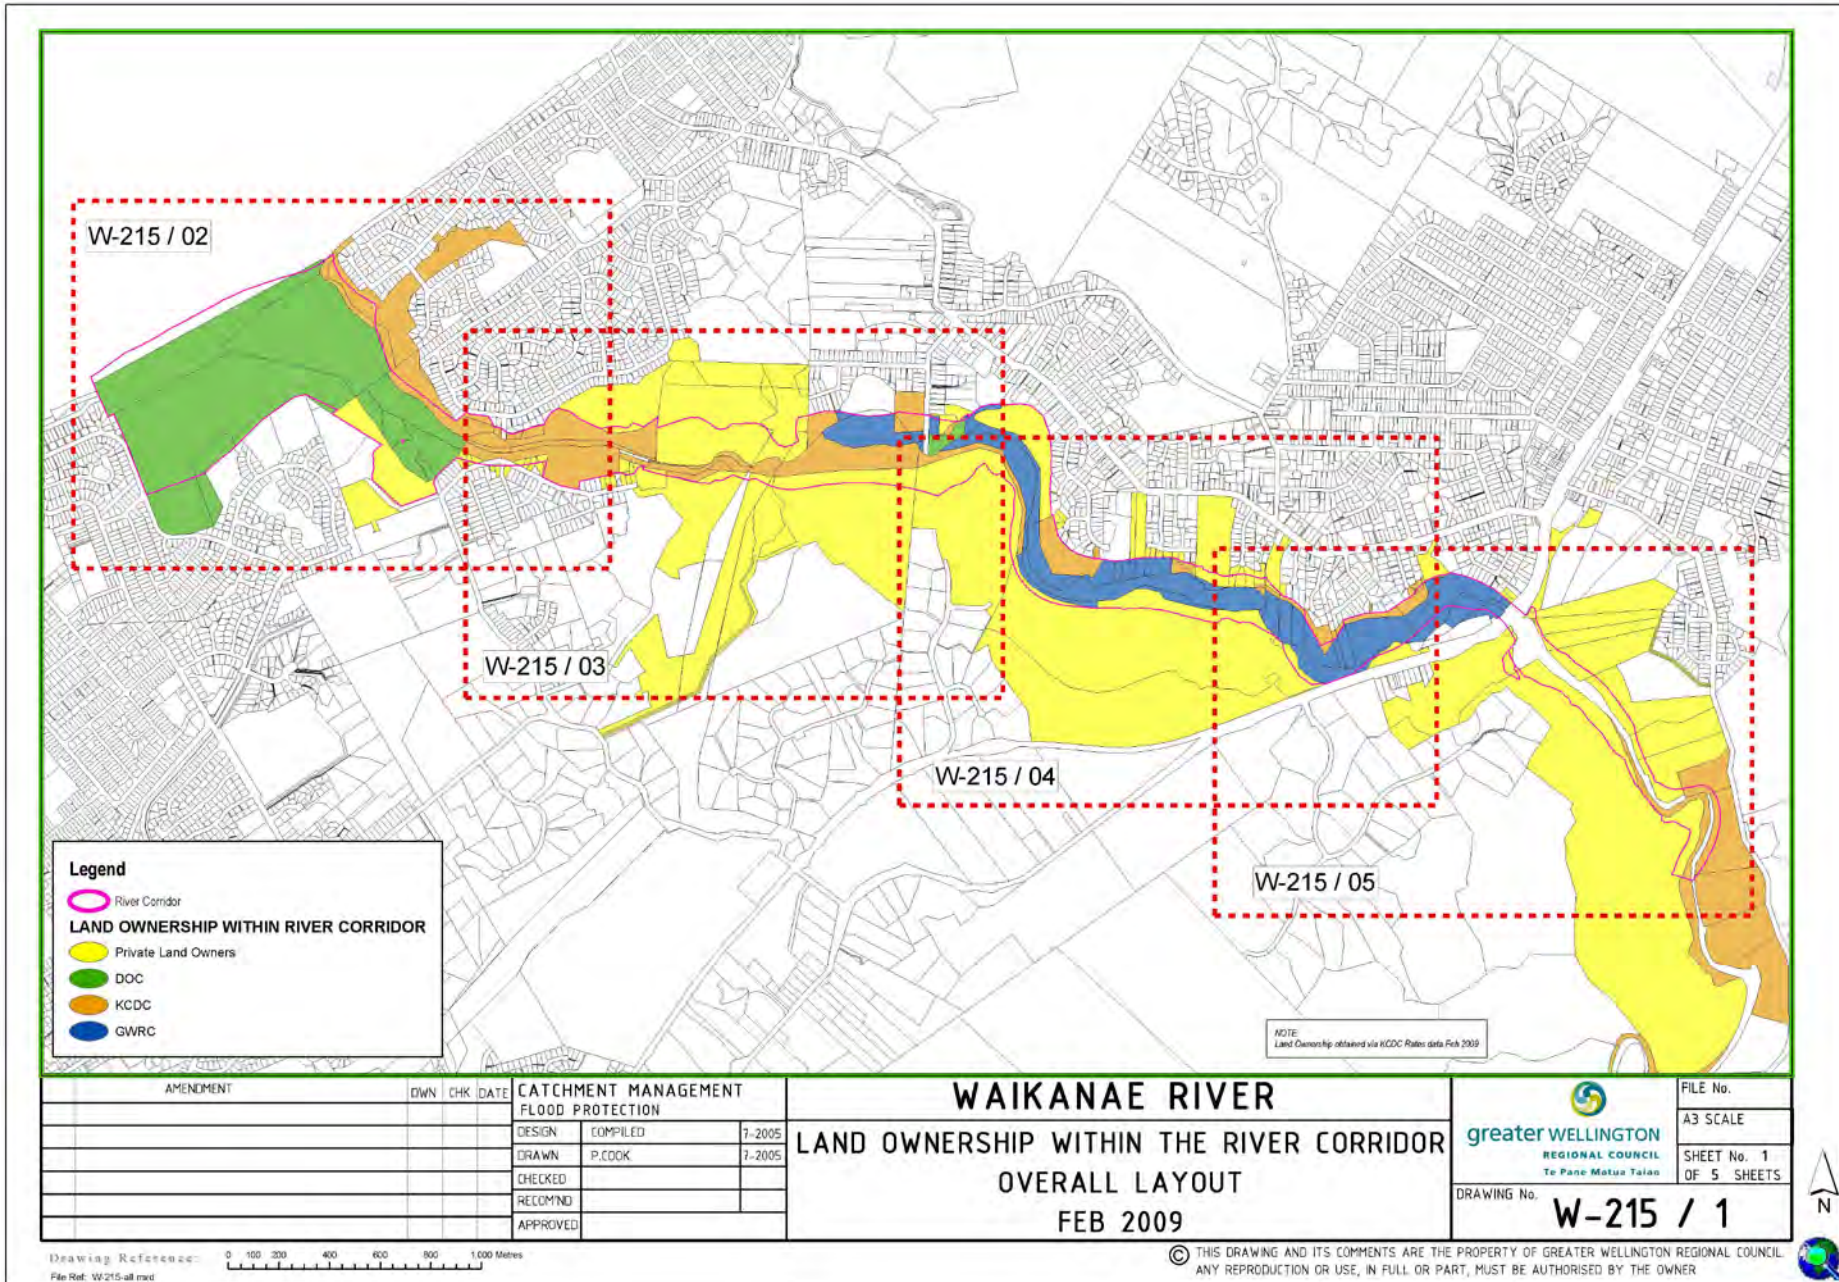 W-215 / 02
W-215 / 03
W-215 / 04
W-215 / 05
Legend
River Corridor
LAND OWNERSHIP WITHIN RIVER CORRIDOR
Private Land Owners
DOC
KCDC
GWRC
NOTE:
Land Ownership obtained via KCDC Rates data Feb 2009
AMENDMENT DWN CHK DATE
CATCHMENT MANAGEMENT
FLOOD PROTECTION
DESIGN COMPILED 7-2005
DRAWN P.COOK 7-2005
CHECKED
RECOM'ND
APPROVED
WAIKANAE RIVER
LAND OWNERSHIP WITHIN THE RIVER CORRIDOR
OVERALL LAYOUT
FEB 2009
greater WELLINGTON
REGIONAL COUNCIL
Te Pane Matua Taiao
FILE No.
A3 SCALE
SHEET No. 1
OF 5 SHEETS
DRAWING No.
W-215 / 1
N
Drawing Reference:
File Ref: W-215-all mxd
0 100 200 400 600 800 1,000 Metres
© THIS DRAWING AND ITS COMMENTS ARE THE PROPERTY OF GREATER WELLINGTON REGIONAL COUNCIL.
ANY REPRODUCTION OR USE, IN FULL OR PART, MUST BE AUTHORISED BY THE OWNER